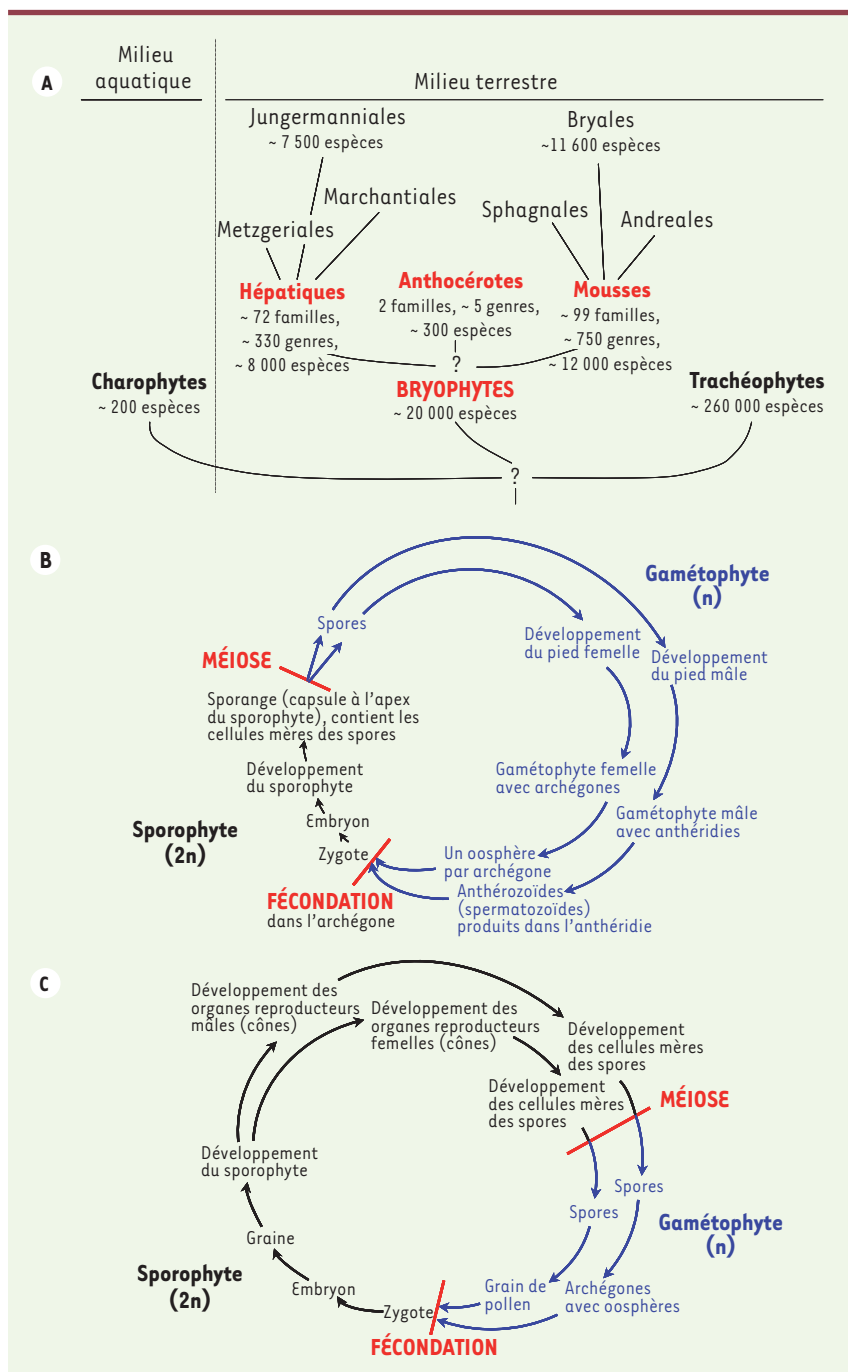 A
Milieu
aquatique
Milieu terrestre
Jungermanniales
~ 7 500 espèces
Bryales
~11 600 espèces
Marchantiales
Metzgeriales
Sphagnales
Andreales
Hépatiques
~ 72 familles,
~ 330 genres,
~ 8 000 espèces
Anthocérotes
2 familles, ~ 5 genres,
~ 300 espèces
?
Mousses
~ 99 familles,
~ 750 genres,
~ 12 000 espèces
Charophytes
~ 200 espèces
BRYOPHYTES
~ 20 000 espèces
Trachéophytes
~ 260 000 espèces
?
B
Gamétophyte
(n)
Spores
Développement
du pied femelle
Développement
du pied mâle
MÉIOSE
Sporange (capsule à l'apex
du sporophyte), contient les
cellules mères des spores
Développement
du sporophyte
Gamétophyte femelle
avec archégones
Gamétophyte mâle
avec anthéridies
Embryon
Sporophyte
(2n)
Zygote
Un oosphère
par archégone
FÉCONDATION
dans l'archégone
Anthérozoïdes
(spermatozoïdes)
produits dans l'anthéridie
C
Développement des
organes reproducteurs
mâles (cônes)
Développement des
organes reproducteurs
femelles (cônes)
Développement
des cellules mères
des spores
Développement
des cellules mères
des spores
MÉIOSE
Développement
du sporophyte
Spores
Spores
Gamétophyte
(n)
Graine
Sporophyte
(2n)
Embryon
Zygote
Grain de
pollen
Archégones
avec oosphères
FÉCONDATION